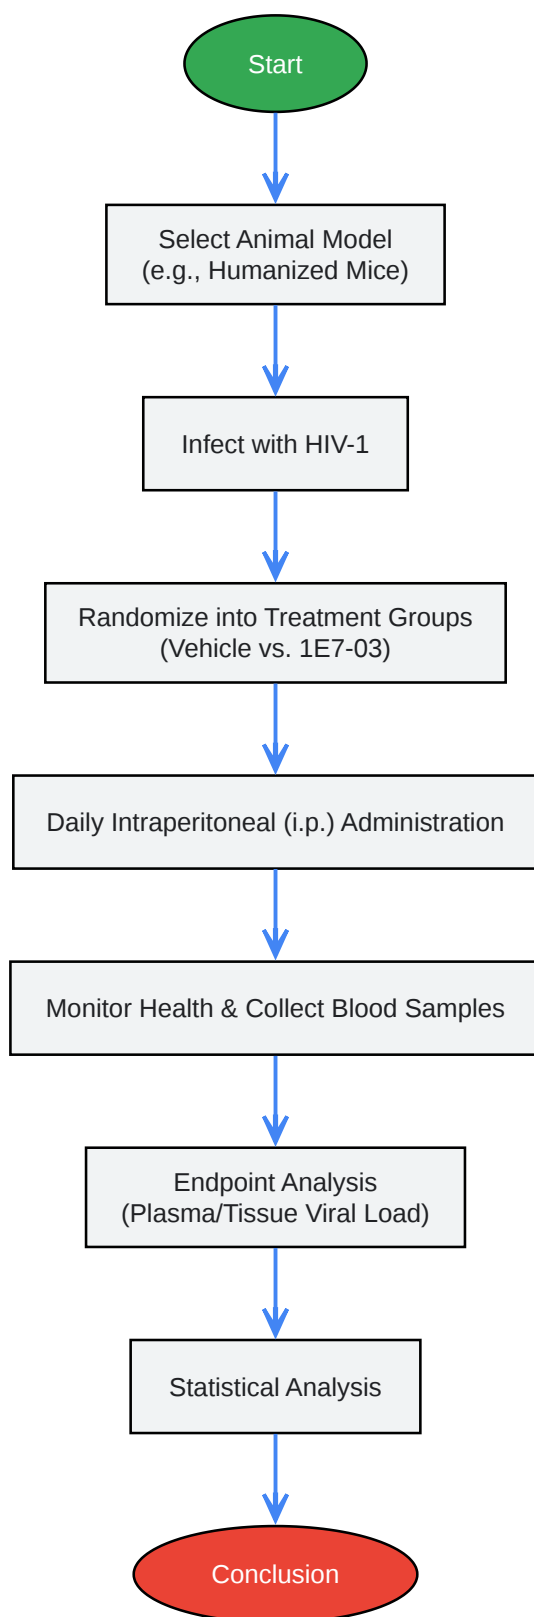 Start
Select Animal Model
(e.g., Humanized Mice)
Infect with HIV-1
Randomize into Treatment Groups
(Vehicle vs. 1E7-03)
Daily Intraperitoneal (i.p.) Administration
Monitor Health & Collect Blood Samples
Endpoint Analysis
(Plasma/Tissue Viral Load)
Statistical Analysis
Conclusion